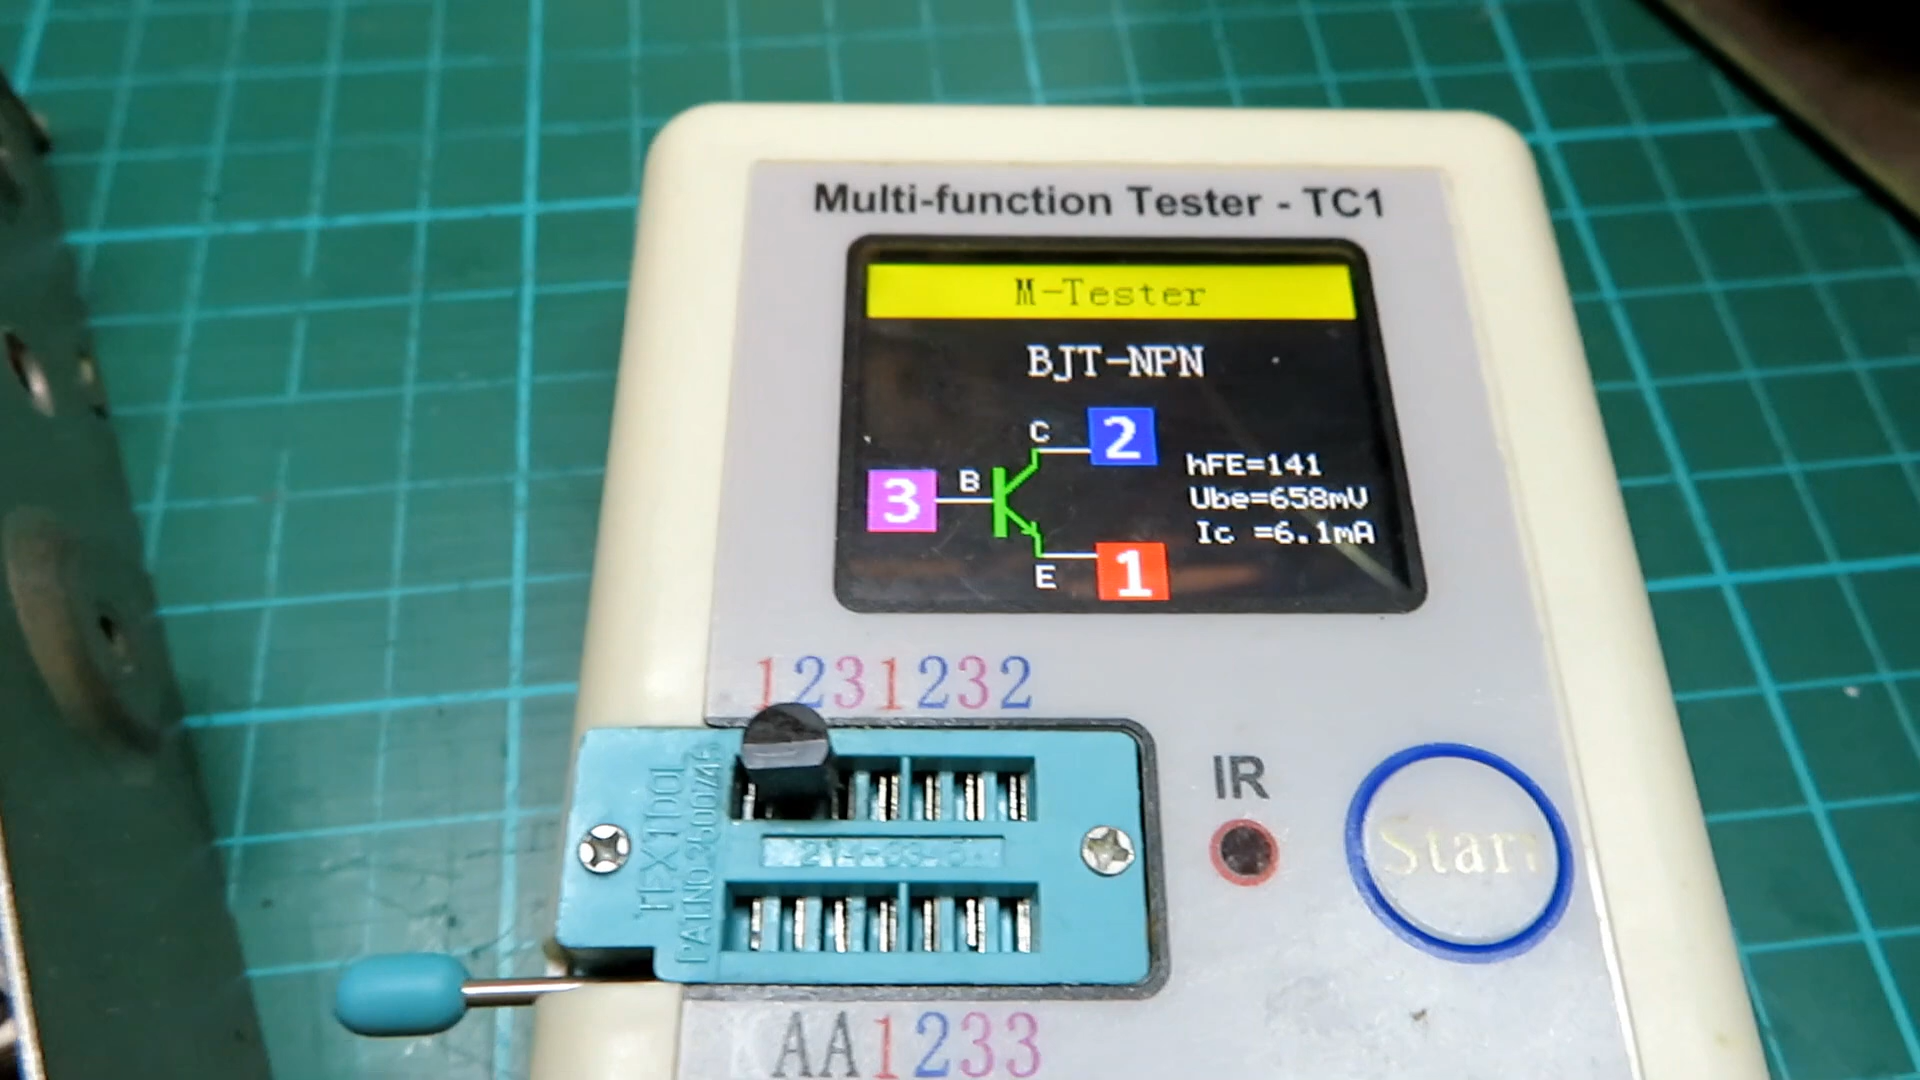 Multi-function Tester - TC1
M-Tester
BJT-NPN
C 2
hFE=141
3 B
Ube=658mV
Ic =6.1mA
E 1
1231232
IR
Start
AA1233